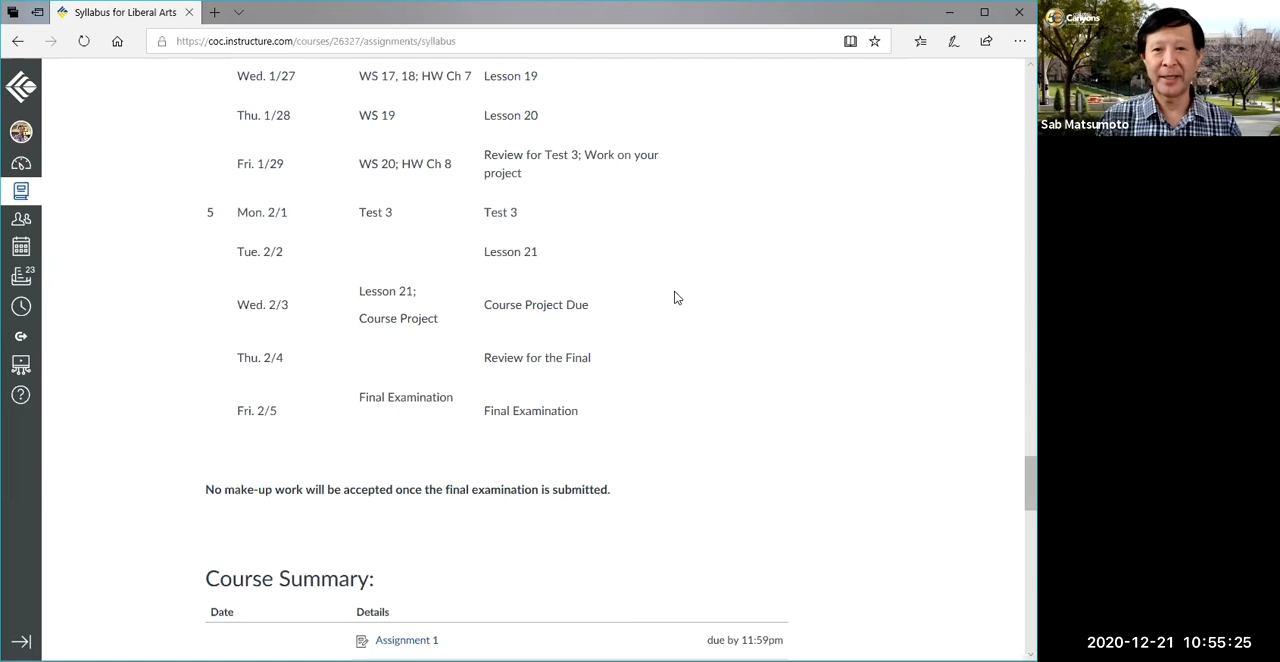 Syllabus for Liberal Arts
https://coc.instructure.com/courses/26327/assignments/syllabus
Canyons
Sab Matsumoto
Wed. 1/27 WS 17, 18; HW Ch 7 Lesson 19
Thu. 1/28 WS 19 Lesson 20
Fri. 1/29 WS 20; HW Ch 8 Review for Test 3; Work on your
project
5 Mon. 2/1 Test 3 Test 3
Tue. 2/2 Lesson 21
23
Wed. 2/3 Lesson 21; Course Project Due
Course Project
Thu. 2/4 Review for the Final
Final Examination
Fri. 2/5 Final Examination
No make-up work will be accepted once the final examination is submitted.
Course Summary:
Date Details
Assignment 1 due by 11:59pm
2020-12-21 10:55:25